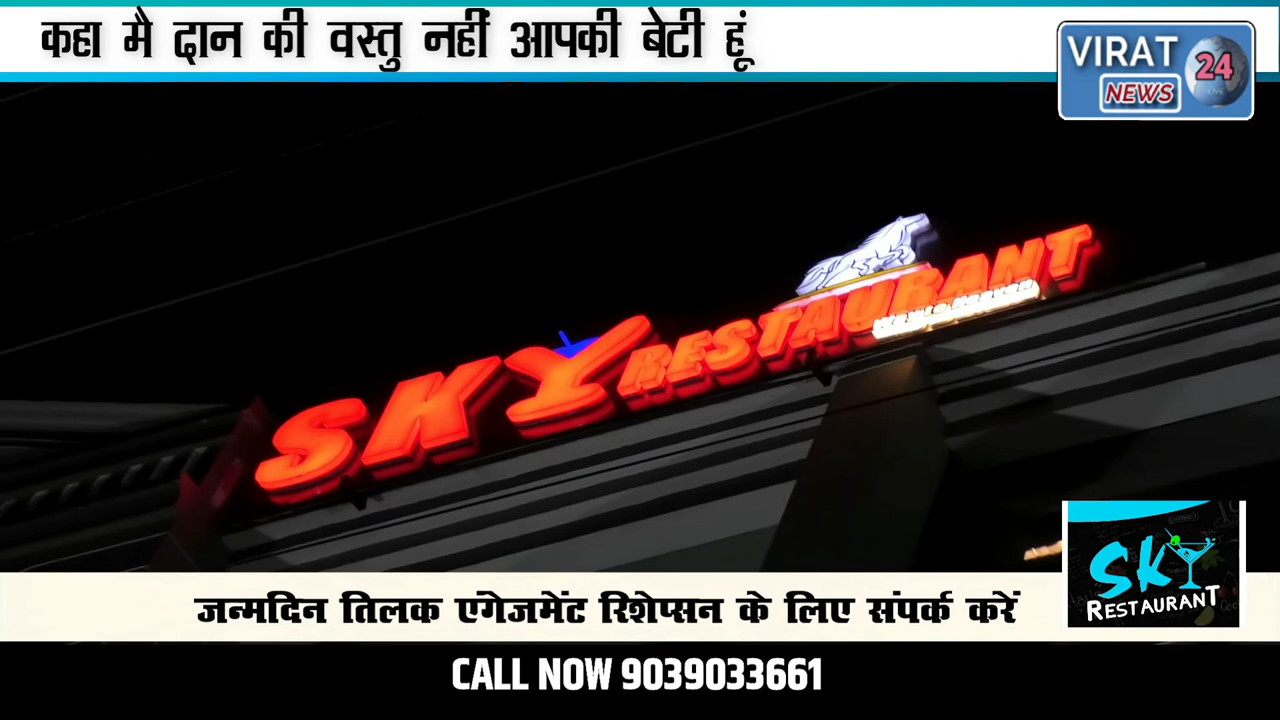 कहा मै दान की वस्तु नहीं आपकी बेटी हूं
VIRAT 24
NEWS
SKY RESTAURANT
जन्मदिन तिलक एंगेजमेंट रिशेप्सन के लिए संपर्क करें
SKY
RESTAURANT
CALL NOW 9039033661